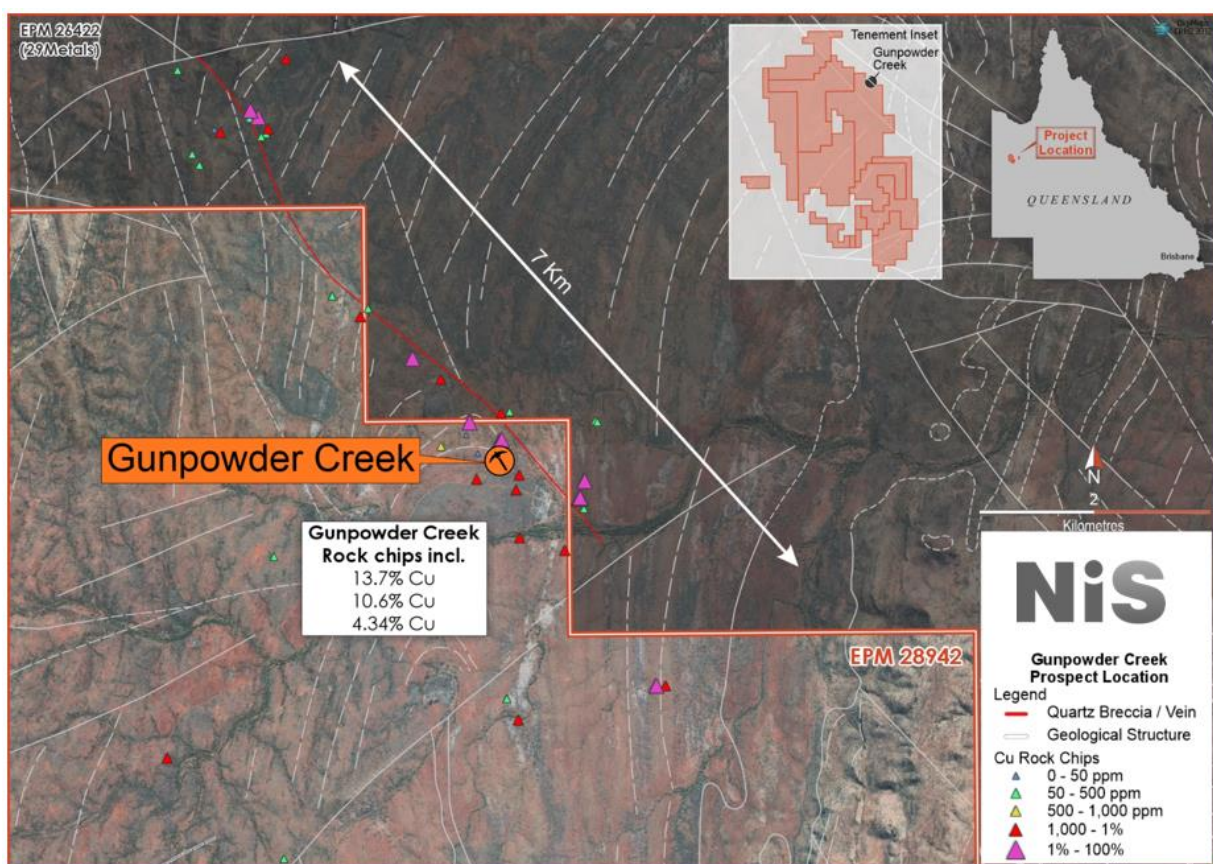 EPM 26422
(29Metals)
Tenement Inset
Gunpowder
Creek
Project
Location
QUEENSLAND
Brisbane
7 Km
Gunpowder Creek
Gunpowder Creek
Rock chips incl.
13.7% Cu
10.6% Cu
4.34% Cu
N
2
Kilometres
EPM 28942
NiS
Gunpowder Creek
Prospect Location
Legend
Quartz Breccia / Vein
Geological Structure
Cu Rock Chips
0 - 50 ppm
50 - 500 ppm
500 - 1,000 ppm
1,000 - 1%
1% - 100%